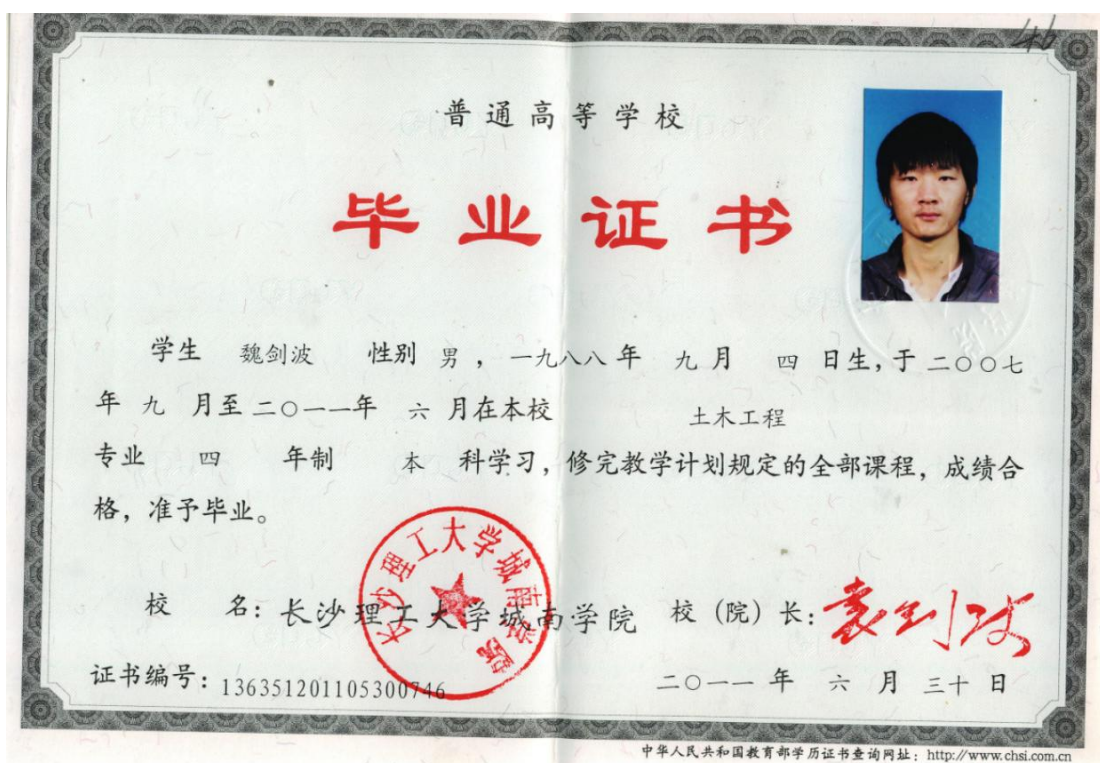 46
普通高等学校
毕业证书
学生 魏剑波 性别 男，一九八八年 九月 四 日生，于二〇〇七
年 九 月至二〇一一年 六 月在本校 土木工程
专业 四 年制 本 科学习，修完教学计划规定的全部课程，成绩合
格，准予毕业。
长沙理工大学城南学院
校 名：长沙理工大学城南学院 校（院）长：
证书编号：136351201105300746 二〇一一年 六 月 三十 日
中华人民共和国教育部学历证书查询网址：http://www.chsi.com.cn